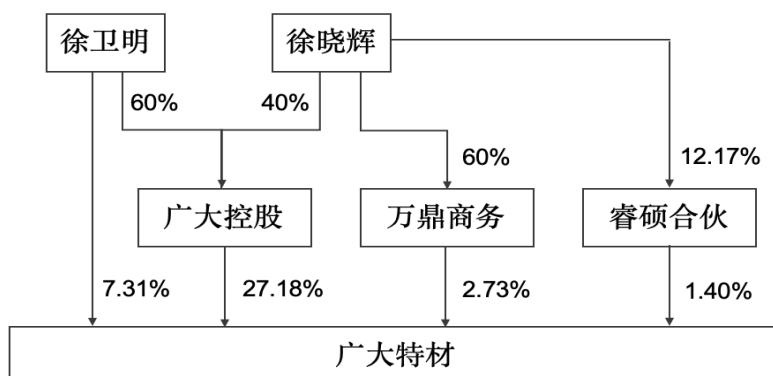 徐卫明
徐晓辉
60%
40%
60%
12.17%
广大控股
万鼎商务
睿硕合伙
7.31%
27.18%
2.73%
1.40%
广大特材